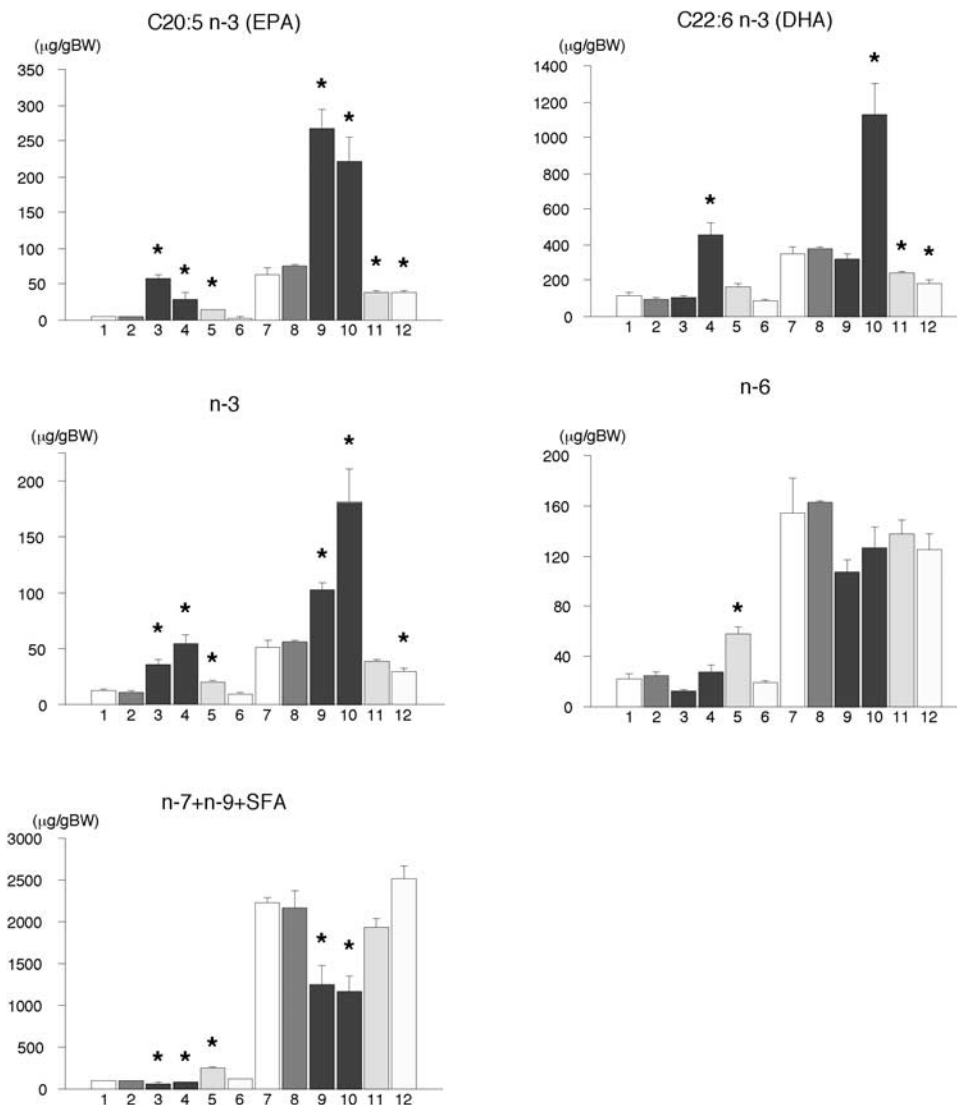 C20:5 n-3 (EPA)
(μg/gBW)
350
300
250
200
150
100
50
0
* * * * * * *
1 2 3 4 5 6 7 8 9 10 11 12
C22:6 n-3 (DHA)
(μg/gBW)
1400
1200
1000
800
600
400
200
0
* * * *
1 2 3 4 5 6 7 8 9 10 11 12
n-3
(μg/gBW)
200
150
100
50
0
* * * * * *
1 2 3 4 5 6 7 8 9 10 11 12
n-6
(μg/gBW)
200
160
120
80
40
0
*
1 2 3 4 5 6 7 8 9 10 11 12
n-7+n-9+SFA
(μg/gBW)
3000
2500
2000
1500
1000
500
0
* * * * *
1 2 3 4 5 6 7 8 9 10 11 12